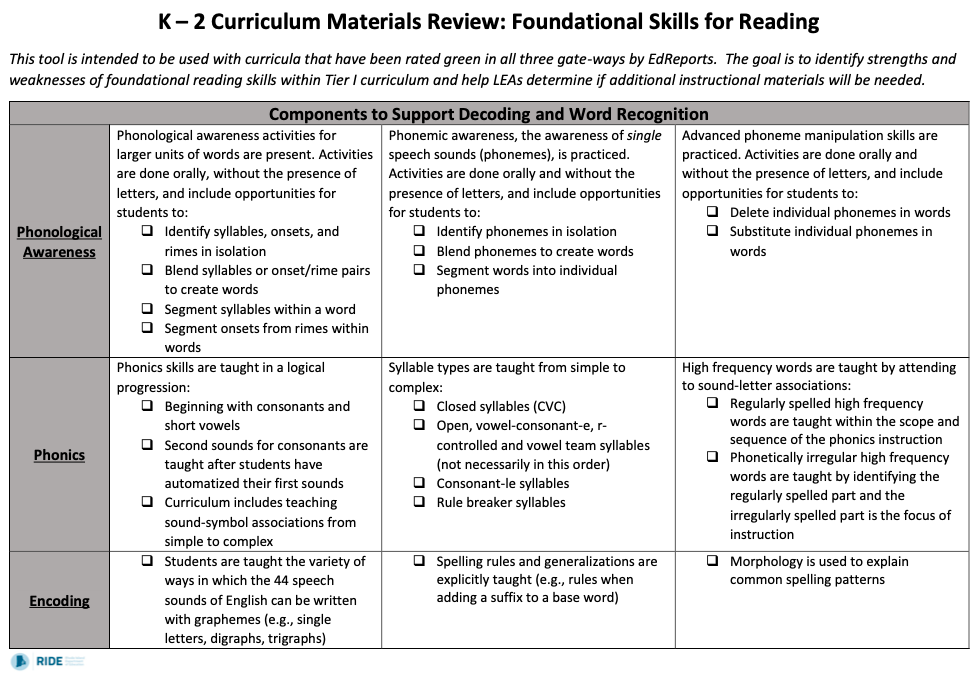 K – 2 Curriculum Materials Review: Foundational Skills for Reading
This tool is intended to be used with curricula that have been rated green in all three gate-ways by EdReports.  The goal is to identify strengths and
weaknesses of foundational reading skills within Tier I curriculum and help LEAs determine if additional instructional materials will be needed.
Components to Support Decoding and Word Recognition
Phonological
Awareness
Phonological awareness activities for
larger units of words are present. Activities
are done orally, without the presence of
letters, and include opportunities for
students to:
❑ Identify syllables, onsets, and
rimes in isolation
❑ Blend syllables or onset/rime pairs
to create words
❑ Segment syllables within a word
❑ Segment onsets from rimes within
words
Phonemic awareness, the awareness of single
speech sounds (phonemes), is practiced.
Activities are done orally and without the
presence of letters, and include opportunities
for students to:
❑ Identify phonemes in isolation
❑ Blend phonemes to create words
❑ Segment words into individual
phonemes
Advanced phoneme manipulation skills are
practiced. Activities are done orally and
without the presence of letters, and include
opportunities for students to:
❑ Delete individual phonemes in words
❑ Substitute individual phonemes in
words
Phonics
Phonics skills are taught in a logical
progression:
❑ Beginning with consonants and
short vowels
❑ Second sounds for consonants are
taught after students have
automatized their first sounds
❑ Curriculum includes teaching
sound-symbol associations from
simple to complex
Syllable types are taught from simple to
complex:
❑ Closed syllables (CVC)
❑ Open, vowel-consonant-e, r-
controlled and vowel team syllables
(not necessarily in this order)
❑ Consonant-le syllables
❑ Rule breaker syllables
High frequency words are taught by attending
to sound-letter associations:
❑ Regularly spelled high frequency
words are taught within the scope and
sequence of the phonics instruction
❑ Phonetically irregular high frequency
words are taught by identifying the
regularly spelled part and the
irregularly spelled part is the focus of
instruction
Encoding
❑ Students are taught the variety of
ways in which the 44 speech
sounds of English can be written
with graphemes (e.g., single
letters, digraphs, trigraphs)
❑ Spelling rules and generalizations are
explicitly taught (e.g., rules when
adding a suffix to a base word)
❑ Morphology is used to explain
common spelling patterns
RIDE